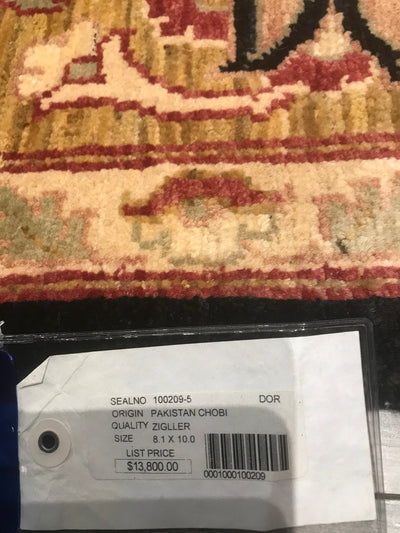 SEALNO 100209-5 DOR
ORIGIN PAKISTAN CHOBI
QUALITY ZIGLLER
SIZE 8.1 X 10.0
LIST PRICE
$13,800.00
0001000100209